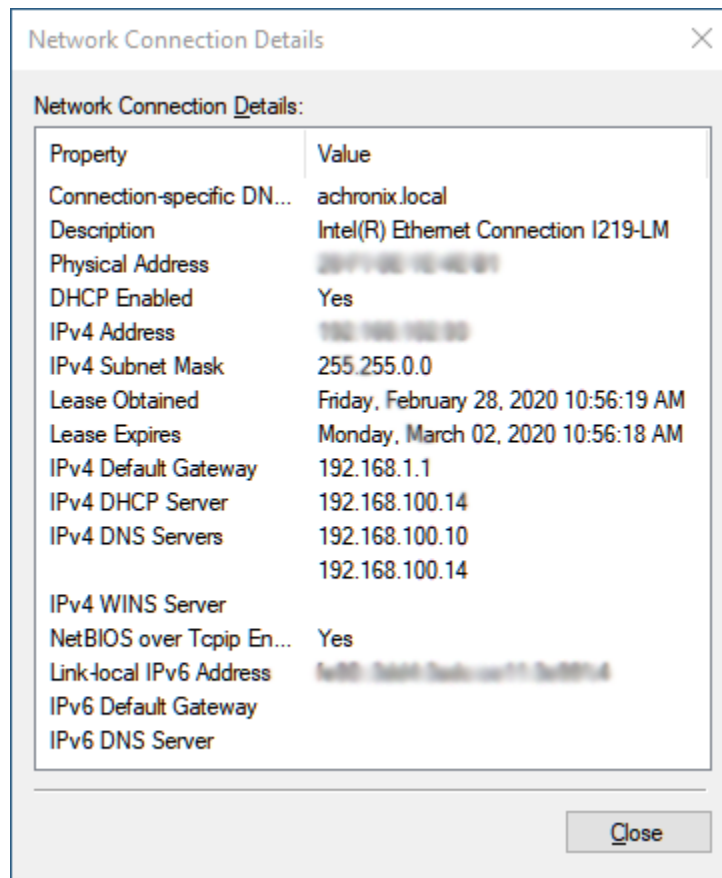 Network Connection Details
Network Connection Details:
Property Value
Connection-specific DN... achronix.local
Description Intel(R) Ethernet Connection I219-LM
Physical Address
DHCP Enabled Yes
IPv4 Address
IPv4 Subnet Mask 255.255.0.0
Lease Obtained Friday, February 28, 2020 10:56:19 AM
Lease Expires Monday, March 02, 2020 10:56:18 AM
IPv4 Default Gateway 192.168.1.1
IPv4 DHCP Server 192.168.100.14
IPv4 DNS Servers 192.168.100.10
192.168.100.14
IPv4 WINS Server
NetBIOS over Tcpip En... Yes
Link-local IPv6 Address
IPv6 Default Gateway
IPv6 DNS Server
Close